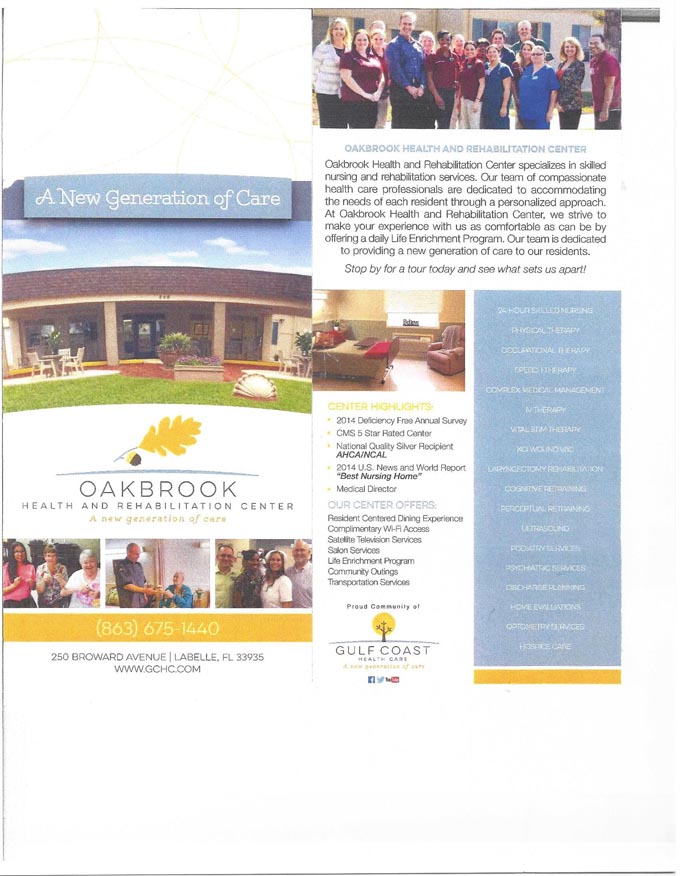 A New Generation of Care
OAKBROOK
HEALTH AND REHABILITATION CENTER
A new generation of care
(863) 675-1440
250 BROWARD AVENUE | LABELLE, FL 33935
WWW.GCHC.COM
OAKBROOK HEALTH AND REHABILITATION CENTER
Oakbrook Health and Rehabilitation Center specializes in skilled
nursing and rehabilitation services. Our team of compassionate
health care professionals are dedicated to accommodating
the needs of each resident through a personalized approach.
At Oakbrook Health and Rehabilitation Center, we strive to
make your experience with us as comfortable as can be by
offering a daily Life Enrichment Program. Our team is dedicated
to providing a new generation of care to our residents.
Stop by for a tour today and see what sets us apart!
Believe
CENTER HIGHLIGHTS:
• 2014 Deficiency Free Annual Survey
• CMS 5 Star Rated Center
• National Quality Silver Recipient
AHCA/NCAL
• 2014 U.S. News and World Report
"Best Nursing Home"
• Medical Director
OUR CENTER OFFERS:
Resident Centered Dining Experience
Complimentary Wi-Fi Access
Satellite Television Services
Salon Services
Life Enrichment Program
Community Outings
Transportation Services
Proud Community of
GULF COAST
HEALTH CARE
A new generation of care
You Tube
24-HOUR SKILLED NURSING
PHYSICAL THERAPY
OCCUPATIONAL THERAPY
SPEECH THERAPY
COMPLEX MEDICAL MANAGEMENT
IV THERAPY
VITAL STIM THERAPY
KCI WOUND VAC
LARYNGECTOMY REHABILITATION
COGNITIVE RETRAINING
PERCEPTUAL RETRAINING
ULTRASOUND
PODIATRY SERVICES
PSYCHIATRIC SERVICES
DISCHARGE PLANNING
HOME EVALUATIONS
OPTOMETRY SERVICES
HOSPICE CARE